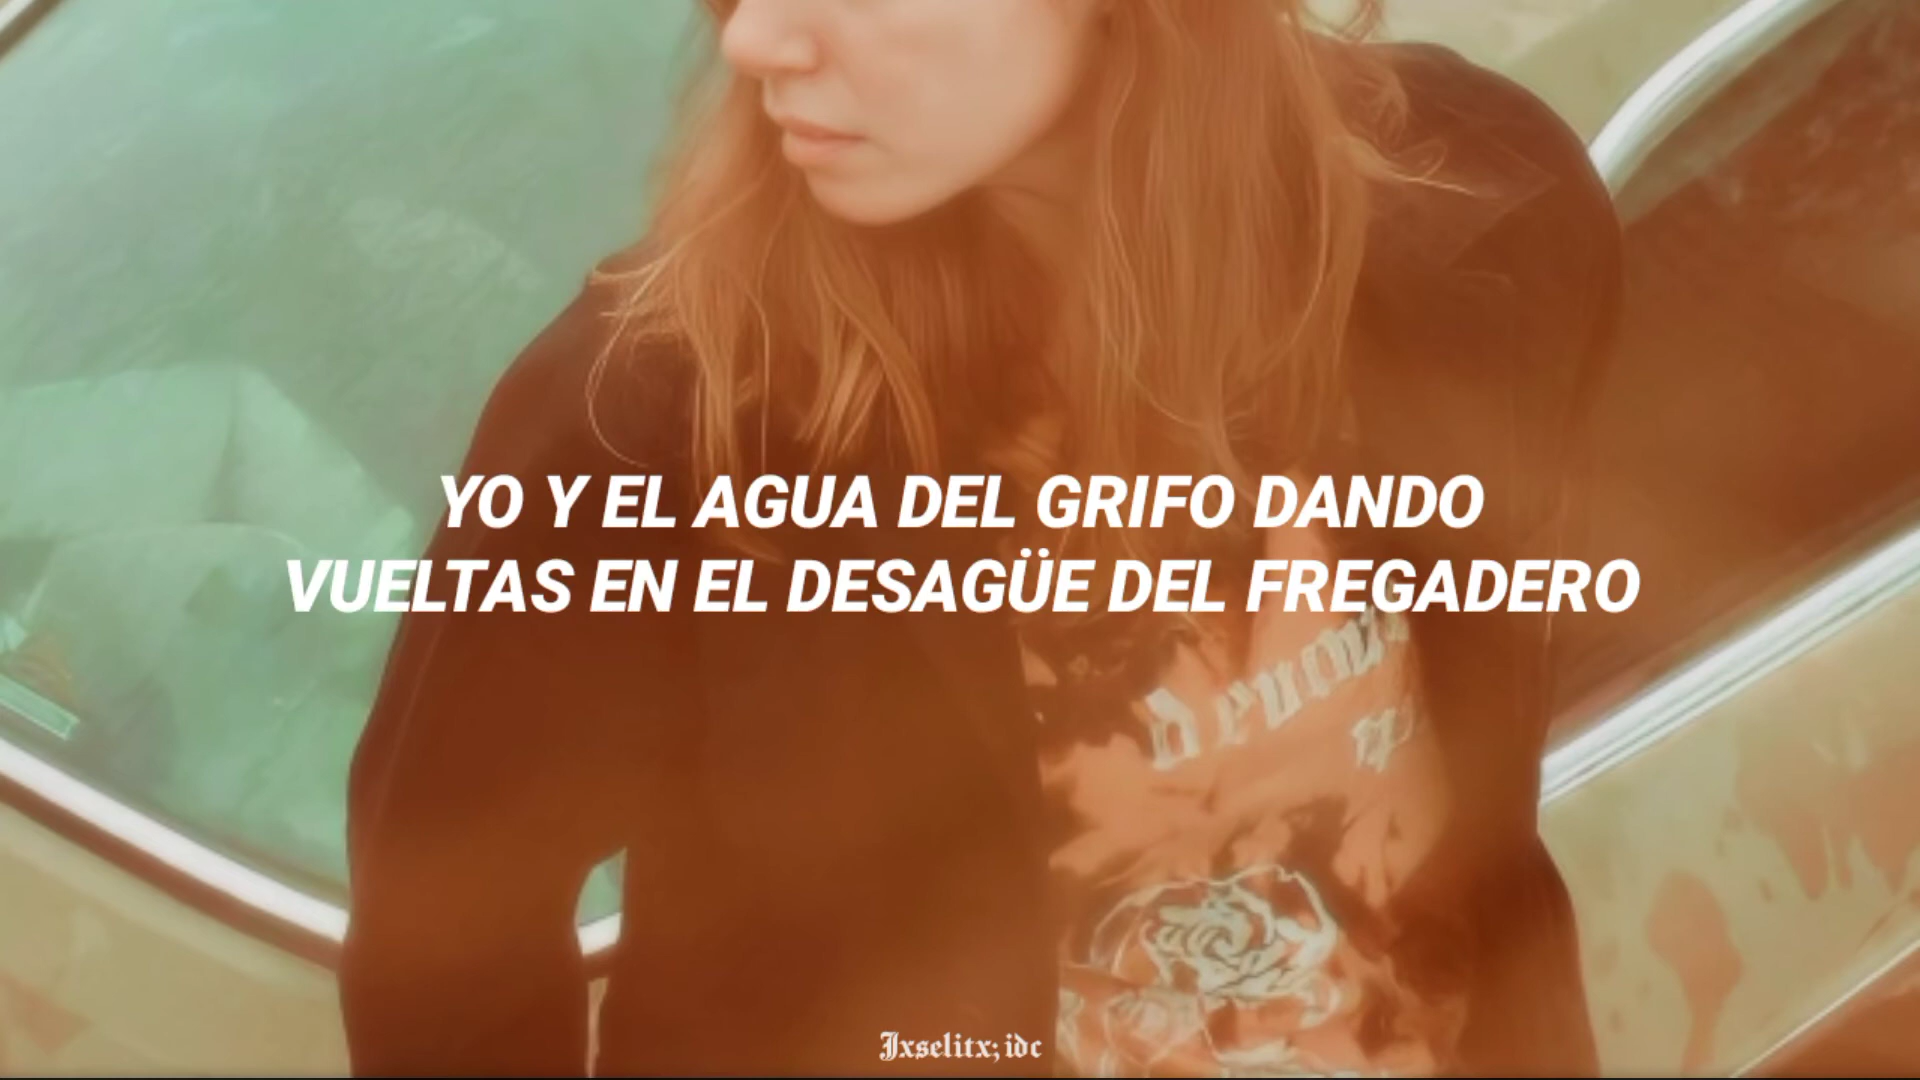 YO Y EL AGUA DEL GRIFO DANDO
VUELTAS EN EL DESAGÜE DEL FREGADERO
Jxselitx; idc